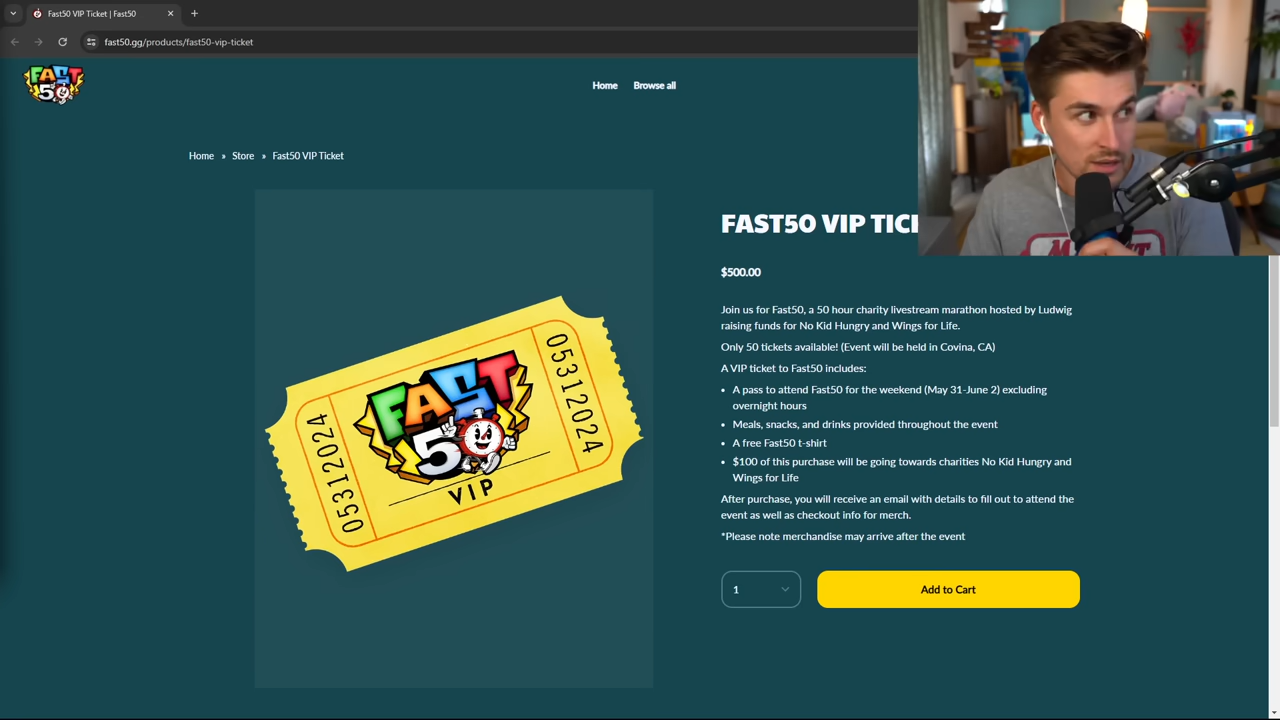 Fast50 VIP Ticket | Fast50
fast50.gg/products/fast50-vip-ticket
FAST
50
Home Browse all
Home » Store » Fast50 VIP Ticket
FAST50 VIP
$500.00
Join us for Fast50, a 50 hour charity livestream marathon hosted by Ludwig
raising funds for No Kid Hungry and Wings for Life.
Only 50 tickets available! (Event will be held in Covina, CA)
A VIP ticket to Fast50 includes:
• A pass to attend Fast50 for the weekend (May 31-June 2) excluding
overnight hours
• Meals, snacks, and drinks provided throughout the event
• A free Fast50 t-shirt
• $100 of this purchase will be going towards charities No Kid Hungry and
Wings for Life
After purchase, you will receive an email with details to fill out to attend the
event as well as checkout info for merch.
*Please note merchandise may arrive after the event
1
Add to Cart
05312024
FAST
50
VIP
05312024